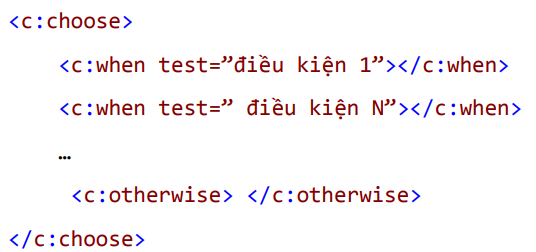 <c:choose>
<c:when test=”điều kiện 1”></c:when>
<c:when test=” điều kiện N”></c:when>
…
<c:otherwise> </c:otherwise>
</c:choose>